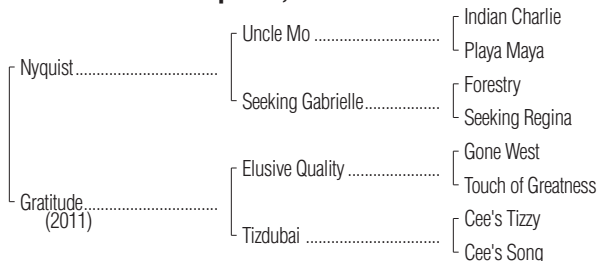 Indian Charlie
Uncle Mo
Playa Maya
Nyquist
Forestry
Seeking Gabrielle
Seeking Regina
Gone West
Elusive Quality
Touch of Greatness
Gratitude
(2011)
Cee's Tizzy
Tizdubai
Cee's Song